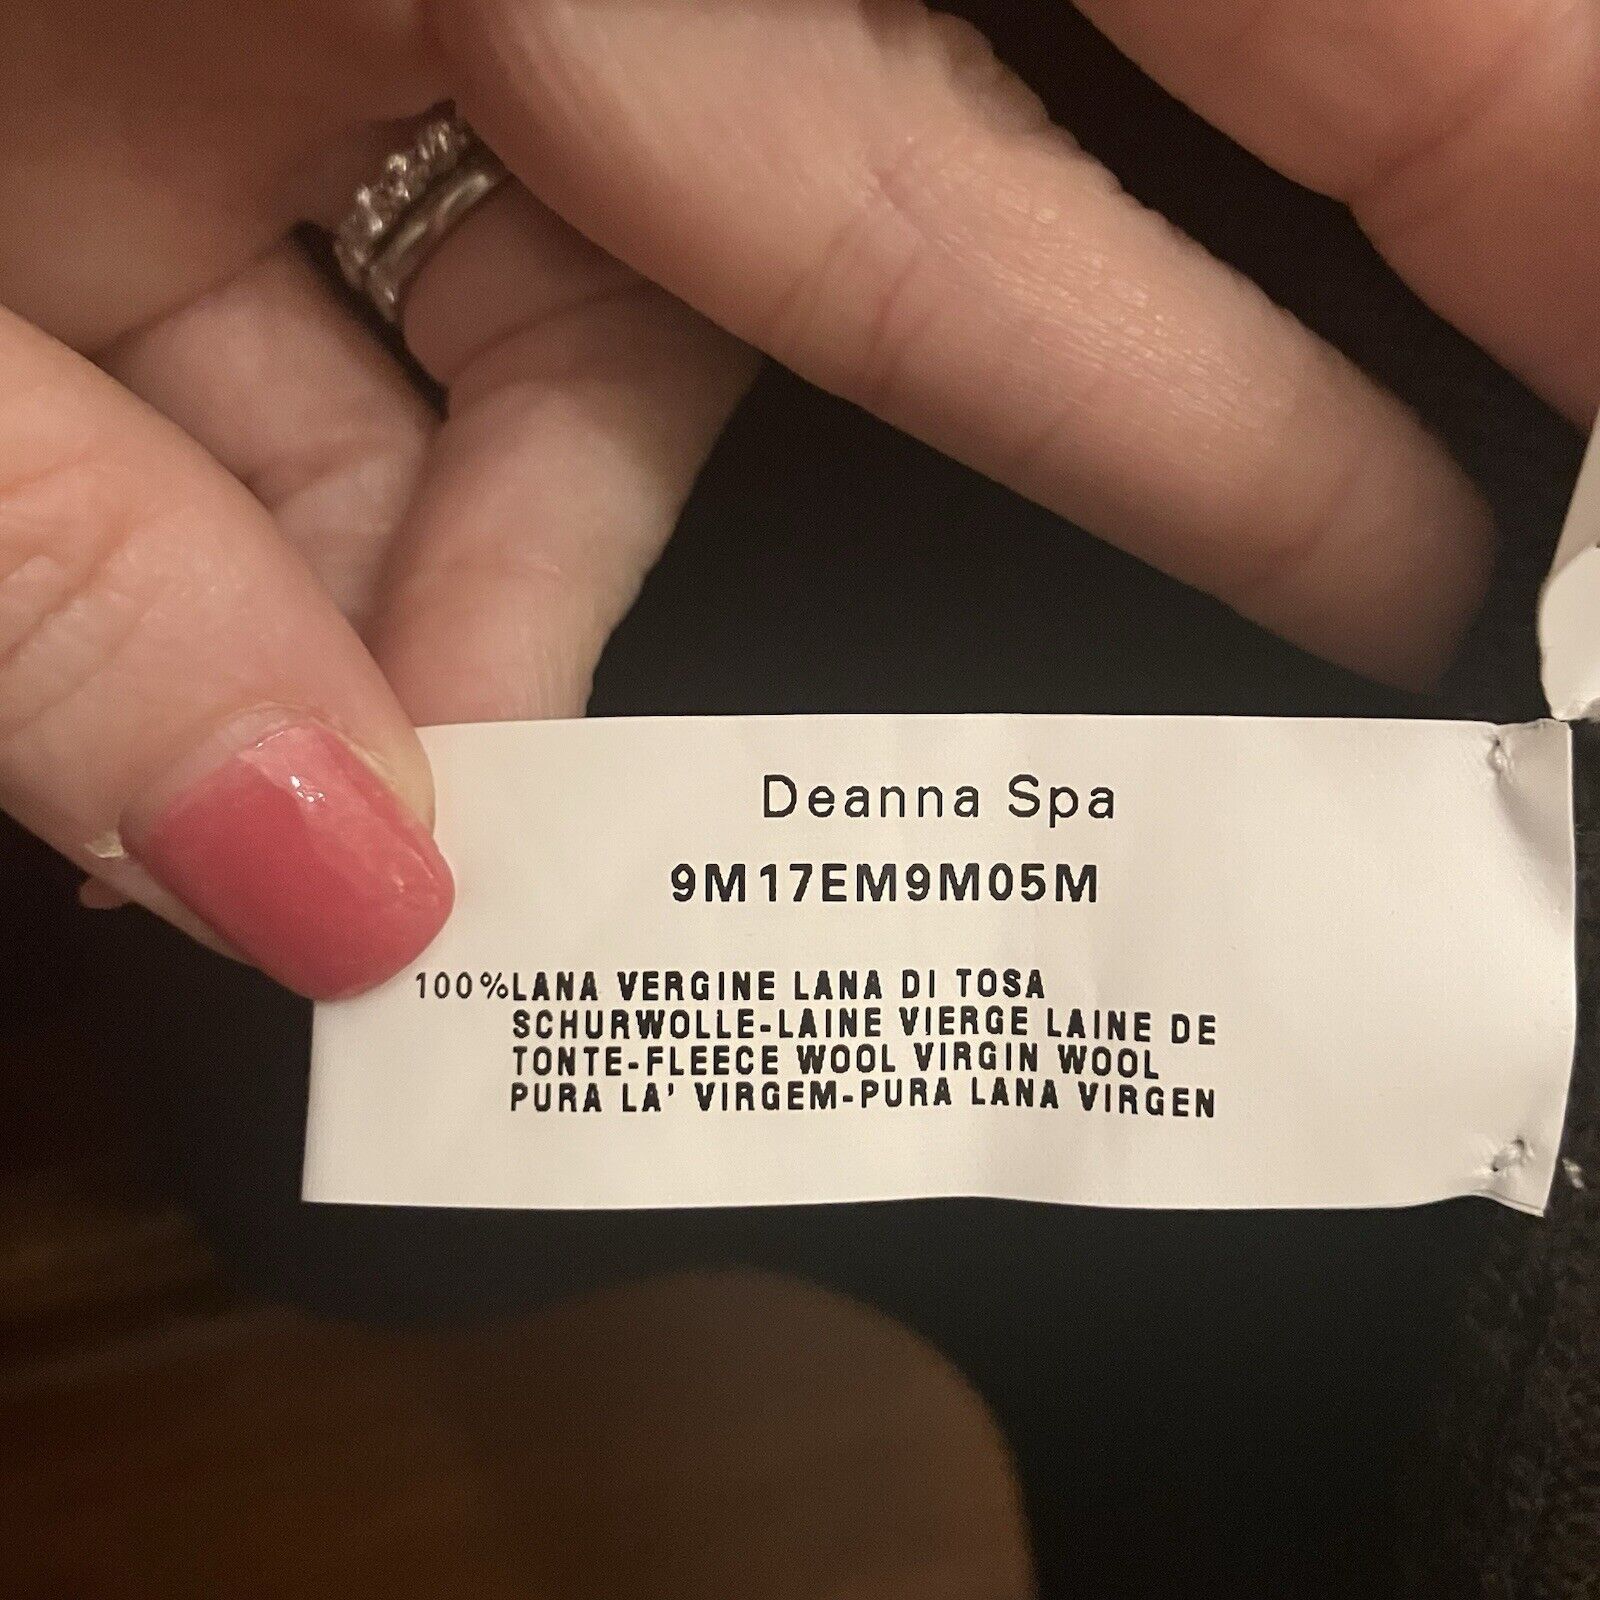 Deanna Spa
9M17EM9M05M
100%LANA VERGINE LANA DI TOSA
SCHURWOLLE-LAINE VIERGE LAINE DE
TONTE-FLEECE WOOL VIRGIN WOOL
PURA LA' VIRGEM-PURA LANA VIRGEN